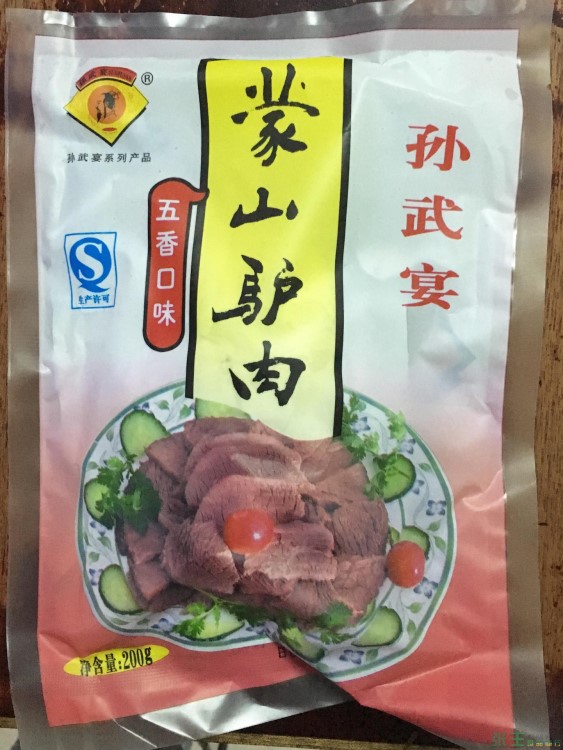 ®
孙武宴系列产品
蒙山驴肉
孙武宴
五香口味
S
生产许可
净含量:200g